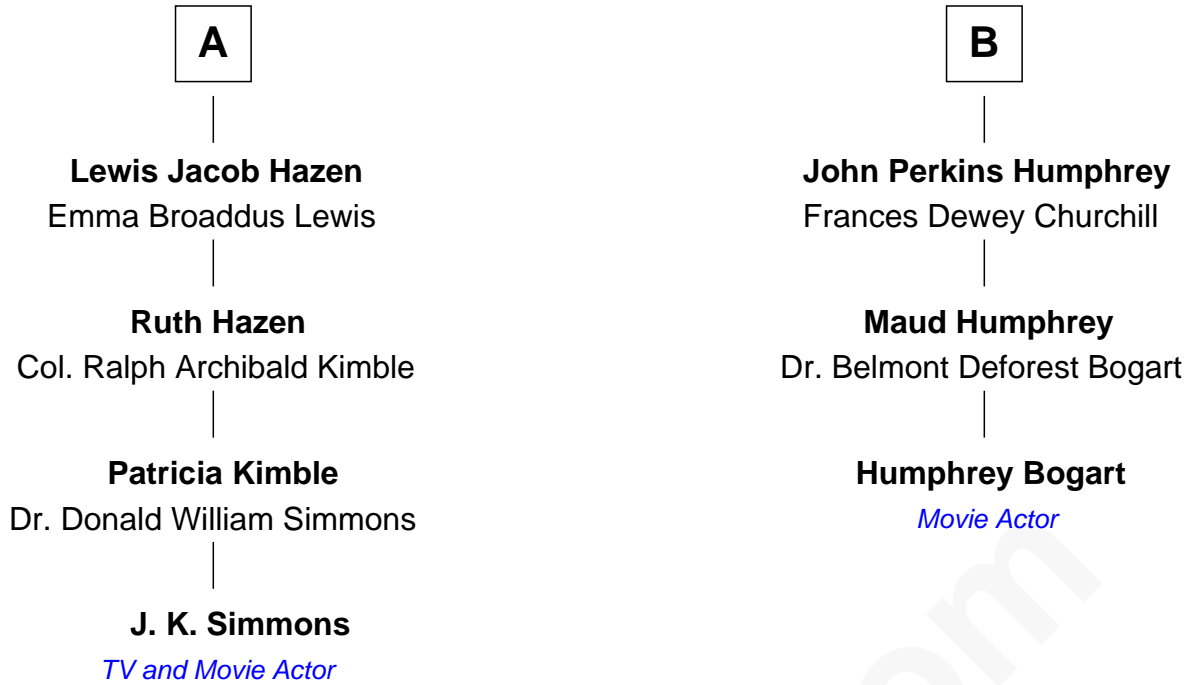 A
Lewis Jacob Hazen
Emma Broaddus Lewis
Ruth Hazen
Col. Ralph Archibald Kimble
Patricia Kimble
Dr. Donald William Simmons
J. K. Simmons
TV and Movie Actor
B
John Perkins Humphrey
Frances Dewey Churchill
Maud Humphrey
Dr. Belmont Deforest Bogart
Humphrey Bogart
Movie Actor
om